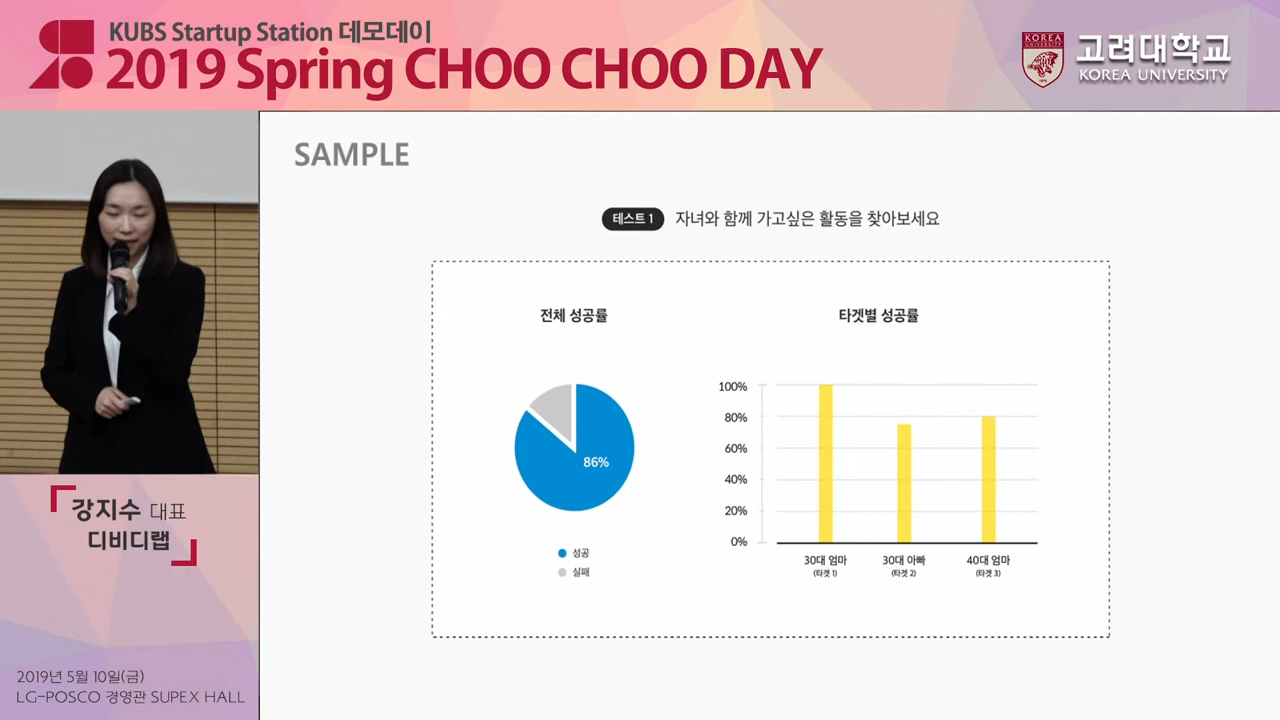 KUBS Startup Station 데모데이
2019 Spring CHOO CHOO DAY
KOREA
UNIVERSITY
고려대학교
KOREA UNIVERSITY
SAMPLE
테스트 1 자녀와 함께 가고싶은 활동을 찾아보세요
전체 성공률
86%
성공
실패
타겟별 성공률
100%
80%
60%
40%
20%
0%
30대 엄마 30대 아빠 40대 엄마
(타겟 1) (타겟 2) (타겟 3)
강지수 대표
디비디랩
2019년 5월 10일(금)
LG-POSCO 경영관 SUPEX HALL